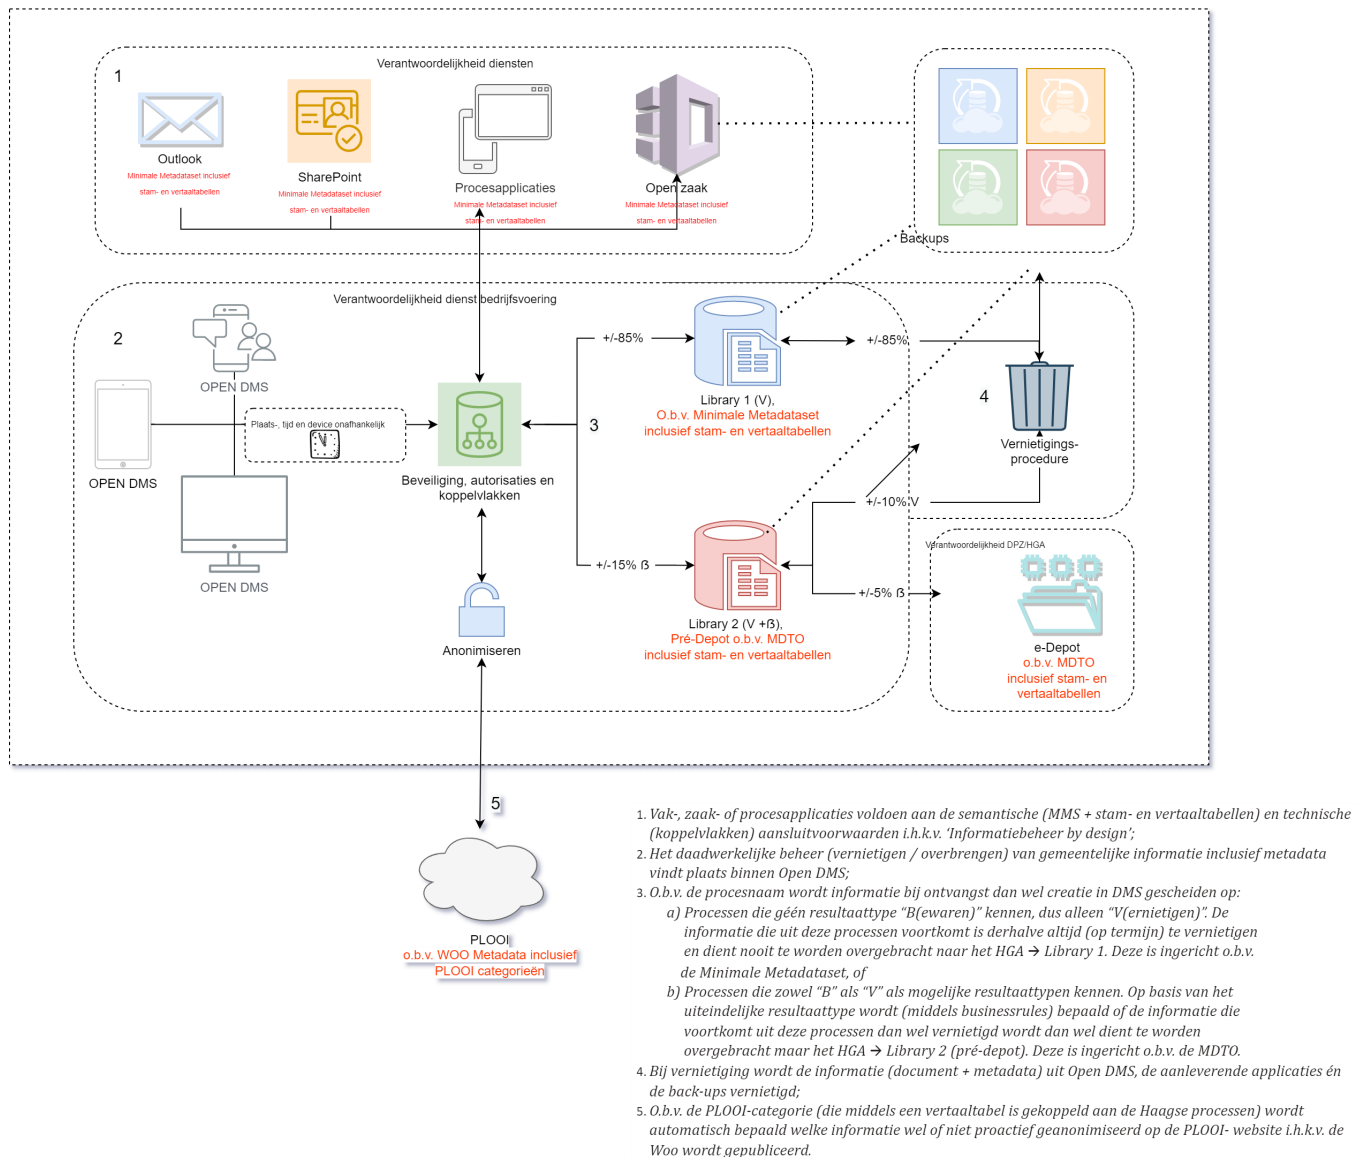 Verantwoordelijkheid diensten
1
Outlook
Minimale Metadataset inclusief
stam- en vertaaltabellen
SharePoint
Minimale Metadataset inclusief
stam- en vertaaltabellen
Procesapplicaties
Minimale Metadataset inclusief
stam- en vertaaltabellen
Open zaak
Minimale Metadataset inclusief
stam- en vertaaltabellen
Backups
Verantwoordelijkheid dienst bedrijfsvoering
2
OPEN DMS
OPEN DMS
OPEN DMS
Plaats-, tijd en device onafhankelijk
Beveiliging, autorisaties en
koppelvlakken
3
+/-85%
Library 1 (V),
O.b.v. Minimale Metadataset
inclusief stam- en vertaaltabellen
+/-85%
4
Vernietigings-
procedure
+/-10% V
+/-15% ß
Library 2 (V +ß),
Pré-Depot o.b.v. MDTO
inclusief stam- en vertaaltabellen
+/-5% ß
Verantwoordelijkheid DPZ/HGA
e-Depot
o.b.v. MDTO
inclusief stam- en
vertaaltabellen
Anonimiseren
5
PLOOI
o.b.v. WOO Metadata inclusief
PLOOI categorieën
1. Vak-, zaak- of procesapplicaties voldoen aan de semantische (MMS + stam- en vertaaltabellen) en technische
(koppelvlakken) aansluitvoorwaarden i.h.k.v. ‘Informatiebeheer by design’;
2. Het daadwerkelijke beheer (vernietigen / overbrengen) van gemeentelijke informatie inclusief metadata
vindt plaats binnen Open DMS;
3. O.b.v. de procesnaam wordt informatie bij ontvangst dan wel creatie in DMS gescheiden op:
a) Processen die géén resultaattype “B(ewaren)” kennen, dus alleen “V(ernietigen)”. De
informatie die uit deze processen voortkomt is derhalve altijd (op termijn) te vernietigen
en dient nooit te worden overgebracht naar het HGA → Library 1. Deze is ingericht o.b.v.
de Minimale Metadataset, of
b) Processen die zowel “B” als “V” als mogelijke resultaattypen kennen. Op basis van het
uiteindelijke resultaattype wordt (middels businessrules) bepaald of de informatie die
voortkomt uit deze processen dan wel vernietigd wordt dan wel dient te worden
overgebracht maar het HGA → Library 2 (pré-depot). Deze is ingericht o.b.v. de MDTO.
4. Bij vernietiging wordt de informatie (document + metadata) uit Open DMS, de aanleverende applicaties én
de back-ups vernietigd;
5. O.b.v. de PLOOI-categorie (die middels een vertaaltabel is gekoppeld aan de Haagse processen) wordt
automatisch bepaald welke informatie wel of niet proactief geanonimiseerd op de PLOOI- website i.h.k.v. de
Woo wordt gepubliceerd.